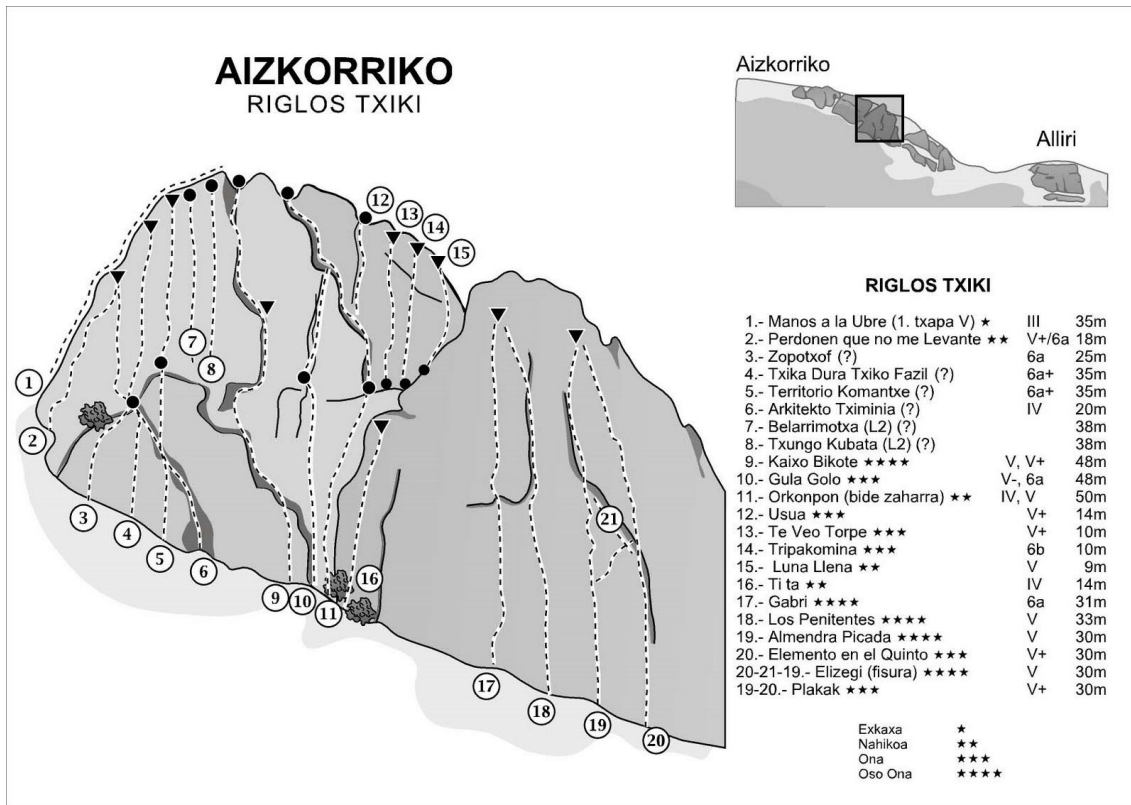 AIZKORRIKO
RIGLOS TXIKI
Aizkorriko
Alliri
12
13
14
15
7
8
1
2
3
4
5
6
9
10
11
16
21
17
18
19
20
RIGLOS TXIKI
1.- Manos a la Ubre (1. txapa V) ★ III 35m
2.- Perdonen que no me Levante ★★ V+/6a 18m
3.- Zopotxof (?) 6a 25m
4.- Txika Dura Txiko Fazil (?) 6a+ 35m
5.- Territorio Komantxe (?) 6a+ 35m
6.- Arkitekto Tximinia (?) IV 20m
7.- Belarrimotxa (L2) (?) 38m
8.- Txungo Kubata (L2) (?) 38m
9.- Kaixo Bikote ★★★★ V, V+ 48m
10.- Gula Golo ★★★ V-, 6a 48m
11.- Orkonpon (bide zaharra) ★★ IV, V 50m
12.- Usua ★★★ V+ 14m
13.- Te Veo Torpe ★★★ V+ 10m
14.- Tripakomina ★★★ 6b 10m
15.- Luna Llena ★★ V 9m
16.- Ti ta ★★ IV 14m
17.- Gabri ★★★★ 6a 31m
18.- Los Penitentes ★★★★ V 33m
19.- Almendra Picada ★★★★ V 30m
20.- Elemento en el Quinto ★★★ V+ 30m
20-21-19.- Elizegi (fisura) ★★★★ V 30m
19-20.- Plakak ★★★ V+ 30m
Exkaxa ★
Nahikoa ★★
Ona ★★★
Oso Ona ★★★★